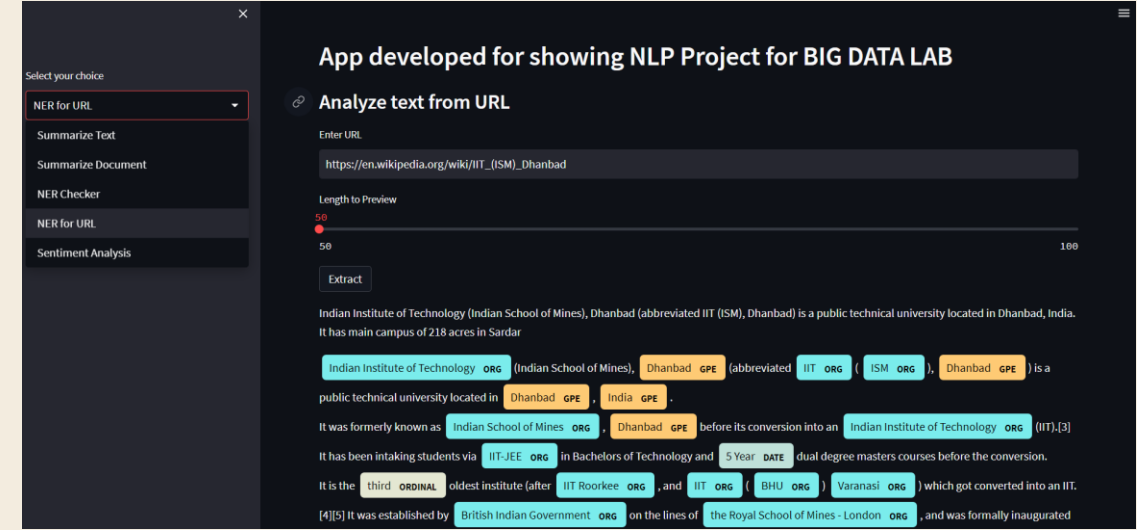 Select your choice
NER for URL
Summarize Text
Summarize Document
NER Checker
NER for URL
Sentiment Analysis
App developed for showing NLP Project for BIG DATA LAB
Analyze text from URL
Enter URL
https://en.wikipedia.org/wiki/IIT_(ISM)_Dhanbad
Length to Preview
50
50 100
Extract
Indian Institute of Technology (Indian School of Mines), Dhanbad (abbreviated IIT (ISM), Dhanbad) is a public technical university located in Dhanbad, India.
It has main campus of 218 acres in Sardar
Indian Institute of Technology ORG (Indian School of Mines), Dhanbad GPE (abbreviated IIT ORG ( ISM ORG ), Dhanbad GPE ) is a
public technical university located in Dhanbad GPE , India GPE .
It was formerly known as Indian School of Mines ORG , Dhanbad GPE before its conversion into an Indian Institute of Technology ORG (IIT).[3]
It has been intaking students via IIT-JEE ORG in Bachelors of Technology and 5 Year DATE dual degree masters courses before the conversion.
It is the third ORDINAL oldest institute (after IIT Roorkee ORG , and IIT ORG ( BHU ORG ) Varanasi ORG ) which got converted into an IIT.
[4][5] It was established by British Indian Government ORG on the lines of the Royal School of Mines - London ORG , and was formally inaugurated